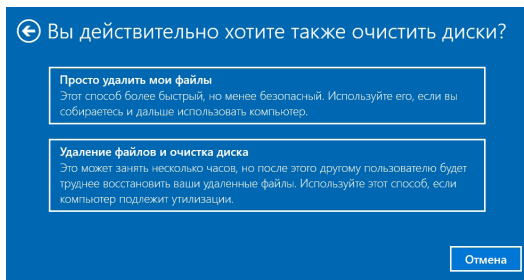 Вы действительно хотите также очистить диски?
Просто удалить мои файлы
Этот способ более быстрый, но менее безопасный. Используйте его, если вы
собираетесь и дальше использовать компьютер.
Удаление файлов и очистка диска
Это может занять несколько часов, но после этого другому пользователю будет
труднее восстановить ваши удаленные файлы. Используйте этот способ, если
компьютер подлежит утилизации.
Отмена